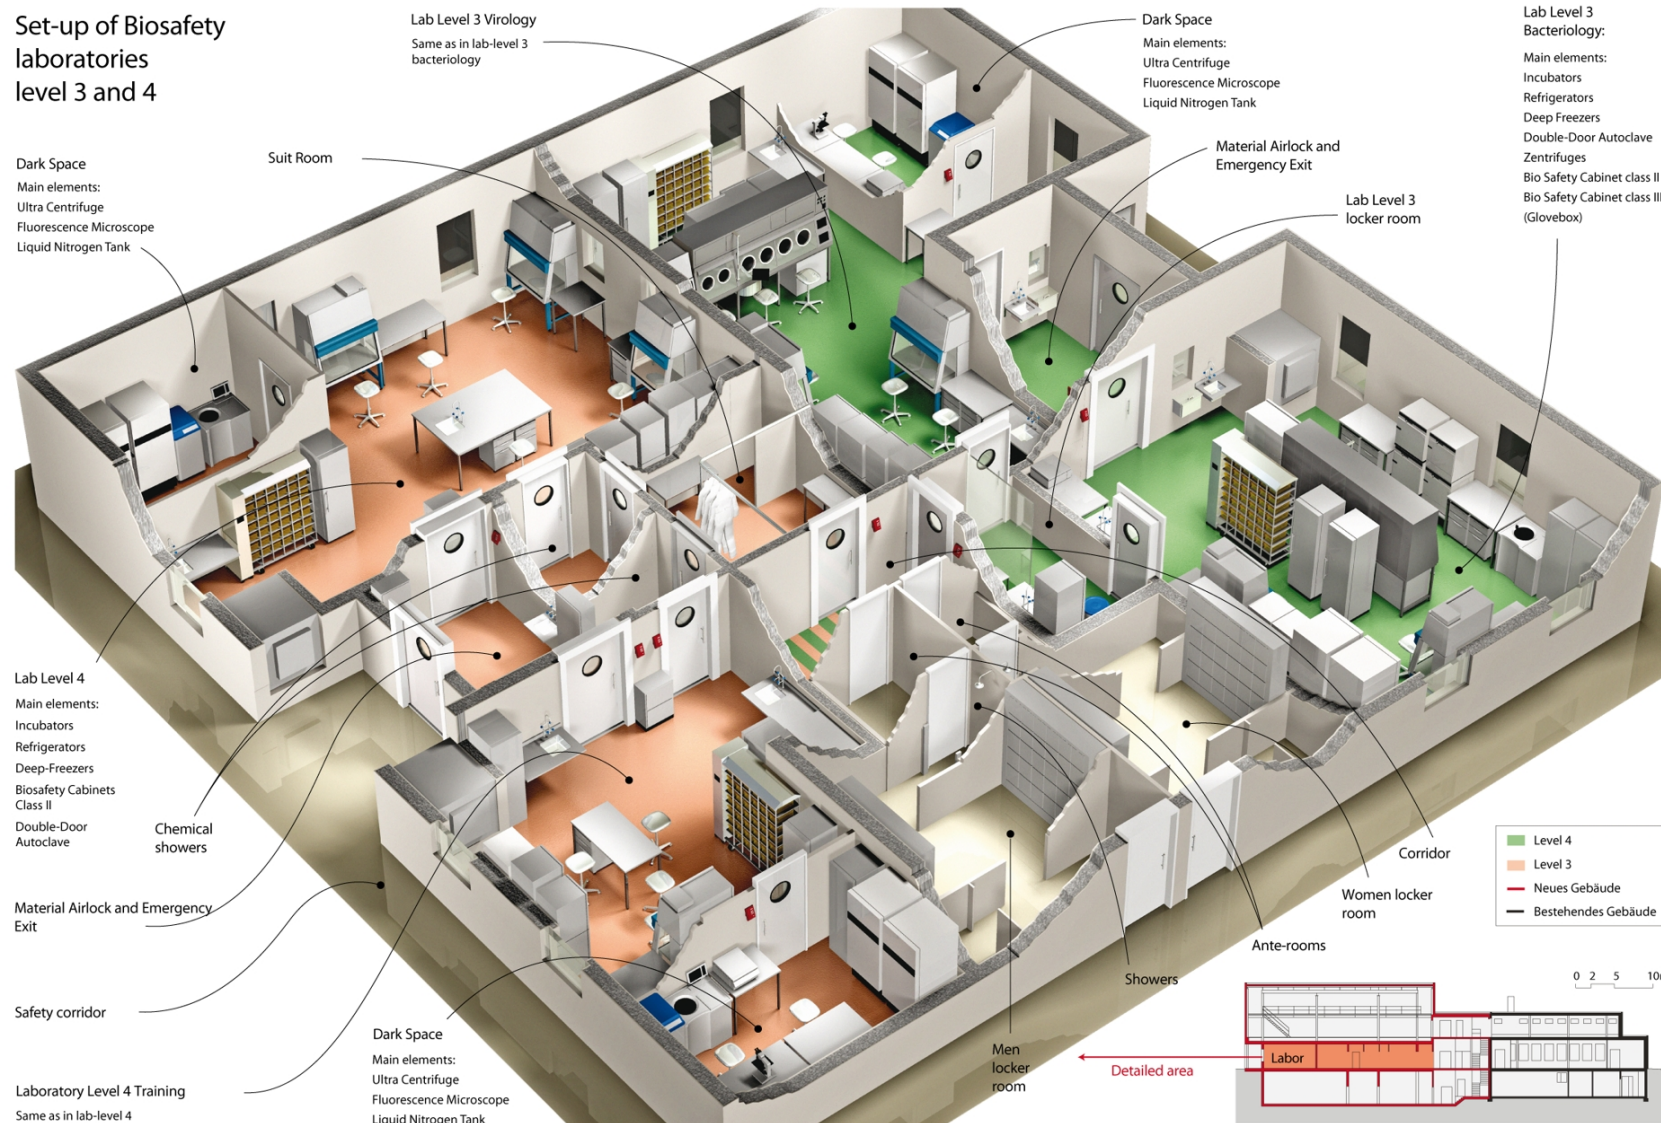 Set-up of Biosafety
laboratories
level 3 and 4
Lab Level 3 Virology
Same as in lab-level 3
bacteriology
Dark Space
Main elements:
Ultra Centrifuge
Fluorescence Microscope
Liquid Nitrogen Tank
Lab Level 3
Bacteriology:
Main elements:
Incubators
Refrigerators
Deep Freezers
Double-Door Autoclave
Zentrifuges
Bio Safety Cabinet class II
Bio Safety Cabinet class III
(Glovebox)
Material Airlock and
Emergency Exit
Lab Level 3
locker room
Suit Room
Dark Space
Main elements:
Ultra Centrifuge
Fluorescence Microscope
Liquid Nitrogen Tank
Lab Level 4
Main elements:
Incubators
Refrigerators
Deep-Freezers
Biosafety Cabinets
Class II
Double-Door
Autoclave
Chemical
showers
Material Airlock and Emergency
Exit
Safety corridor
Laboratory Level 4 Training
Same as in lab-level 4
Dark Space
Main elements:
Ultra Centrifuge
Fluorescence Microscope
Liquid Nitrogen Tank
Men
locker
room
Showers
Ante-rooms
Women locker
room
Corridor
Level 4
Level 3
Neues Gebäude
Bestehendes Gebäude
0 2 5 10
Labor
Detailed area